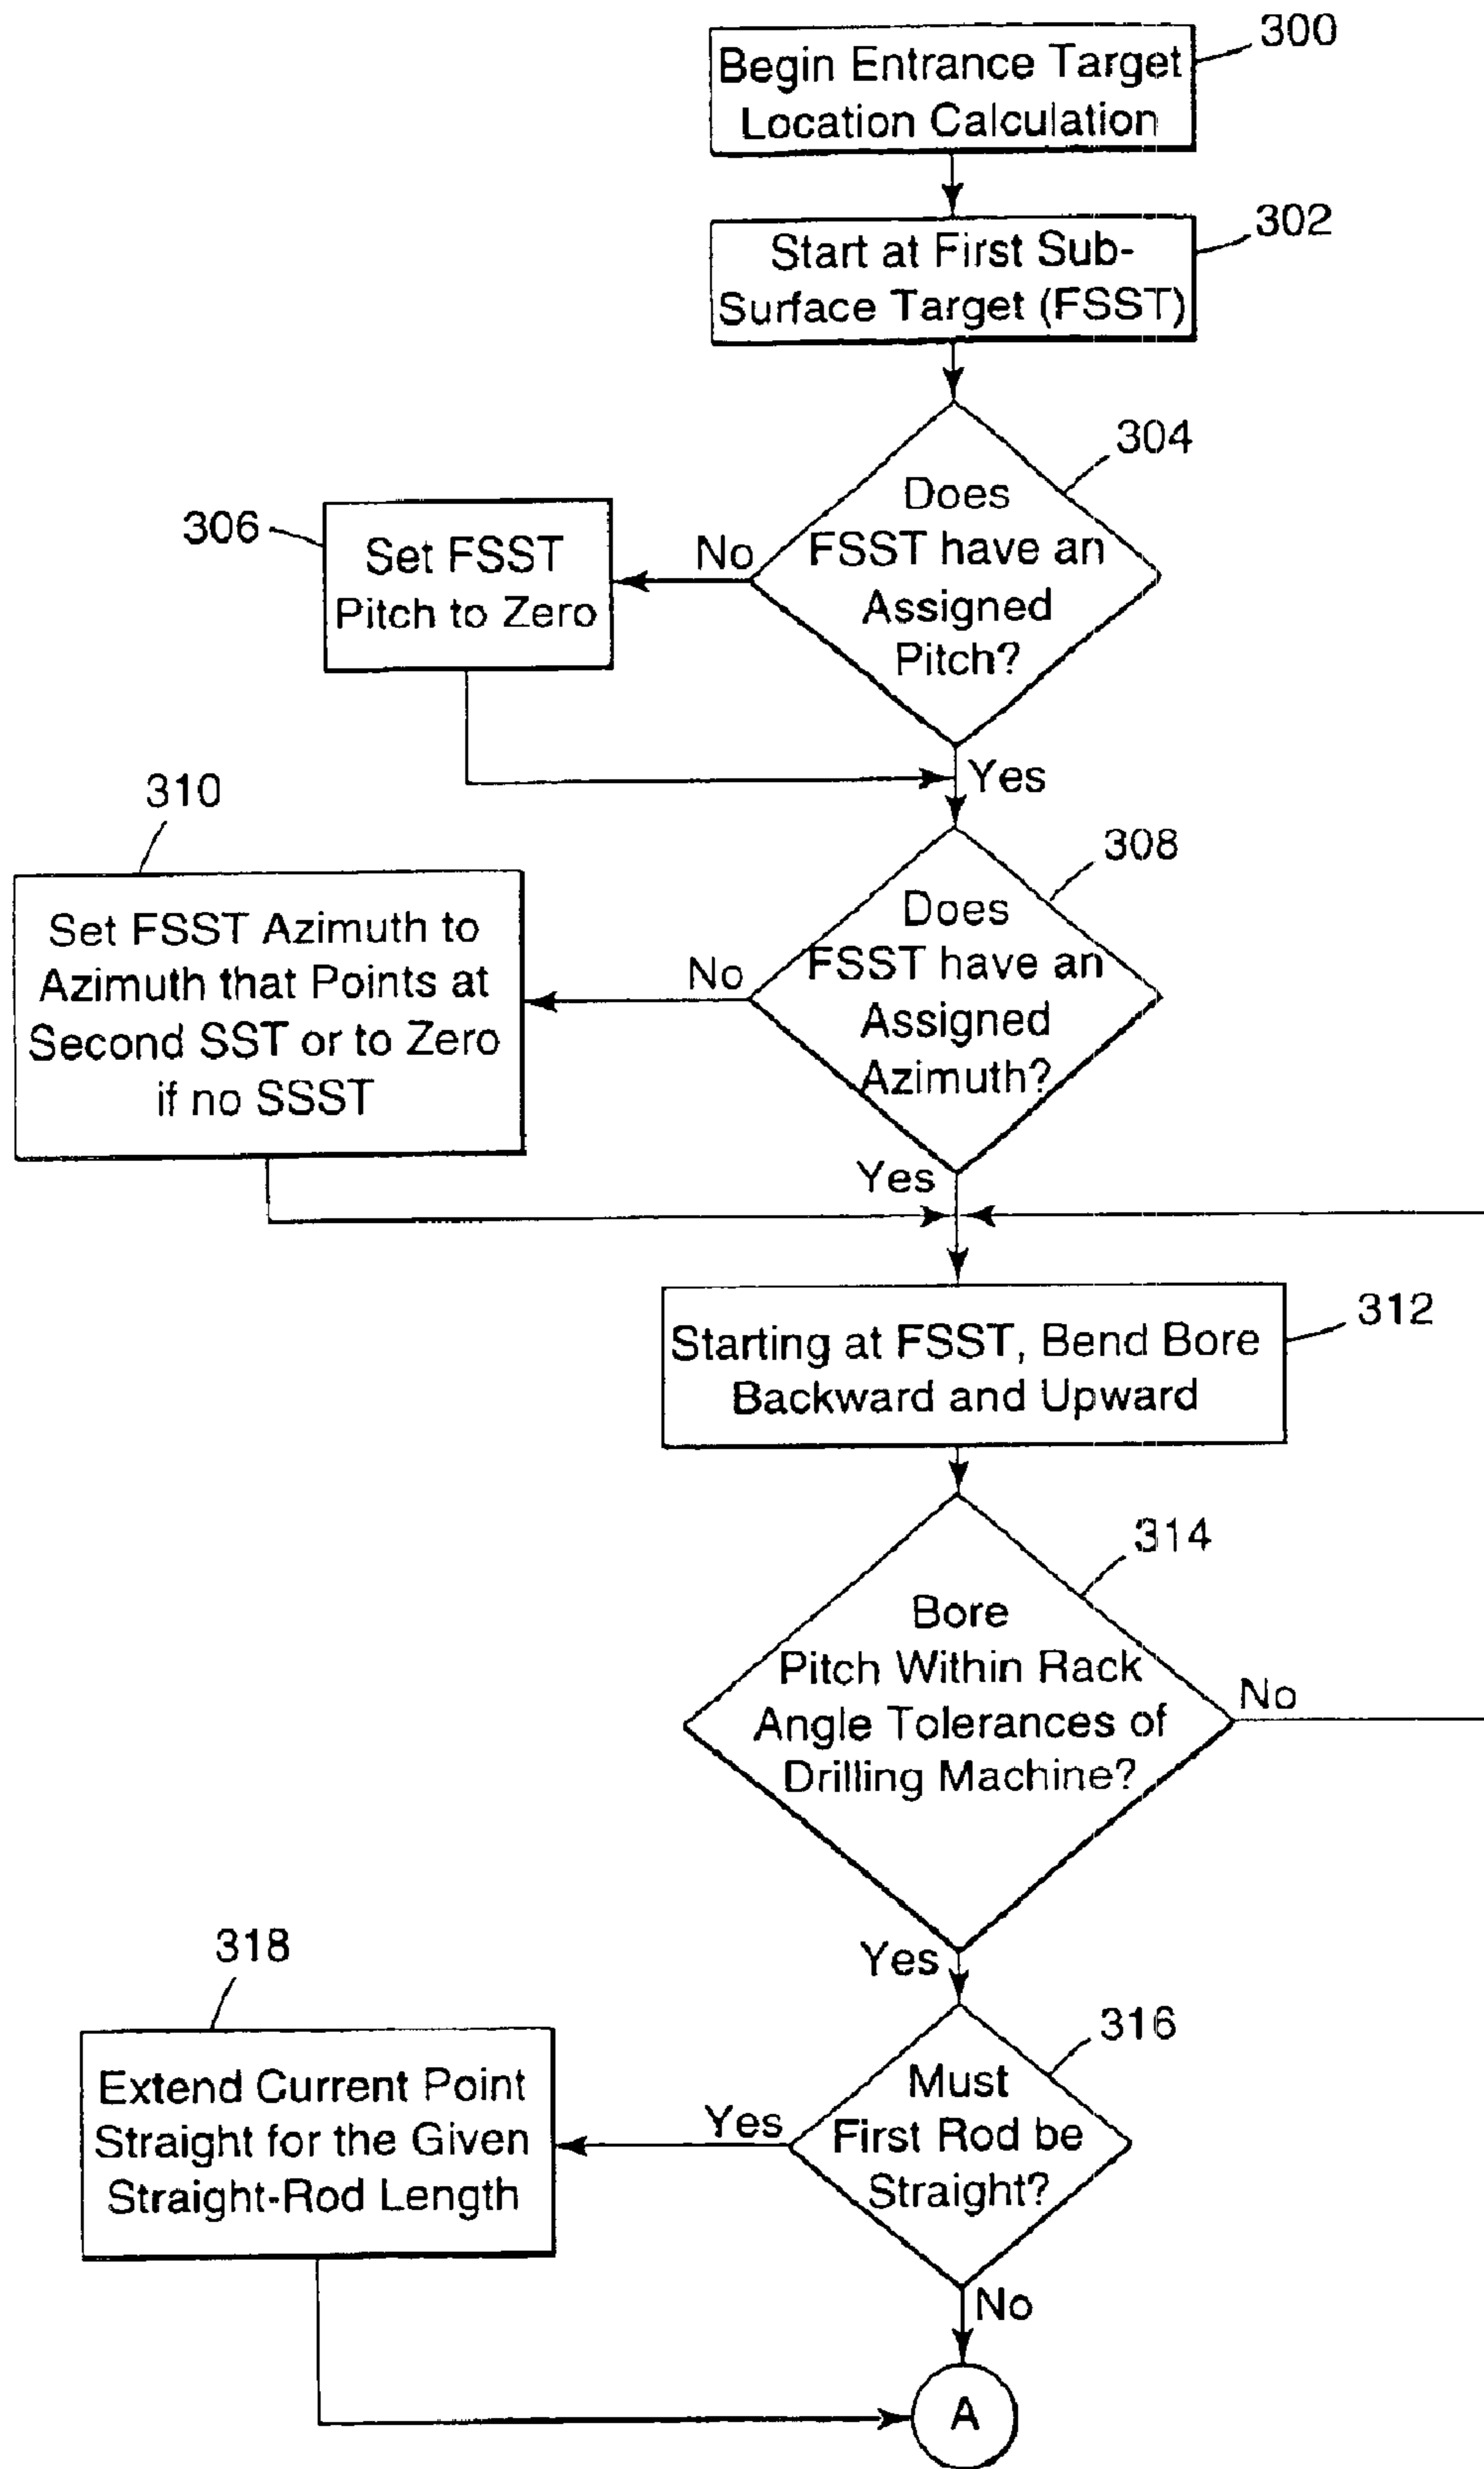 300
Begin Entrance Target
Location Calculation
302
Start at First Sub-
Surface Target (FSST)
304
Does
FSST have an
Assigned
Pitch?
No
306
Set FSST
Pitch to Zero
Yes
308
Does
FSST have an
Assigned
Azimuth?
No
310
Set FSST Azimuth to
Azimuth that Points at
Second SST or to Zero
if no SSST
Yes
312
Starting at FSST, Bend Bore
Backward and Upward
314
Bore
Pitch Within Rack
Angle Tolerances of
Drilling Machine?
No
Yes
316
Must
First Rod be
Straight?
Yes
318
Extend Current Point
Straight for the Given
Straight-Rod Length
No
A